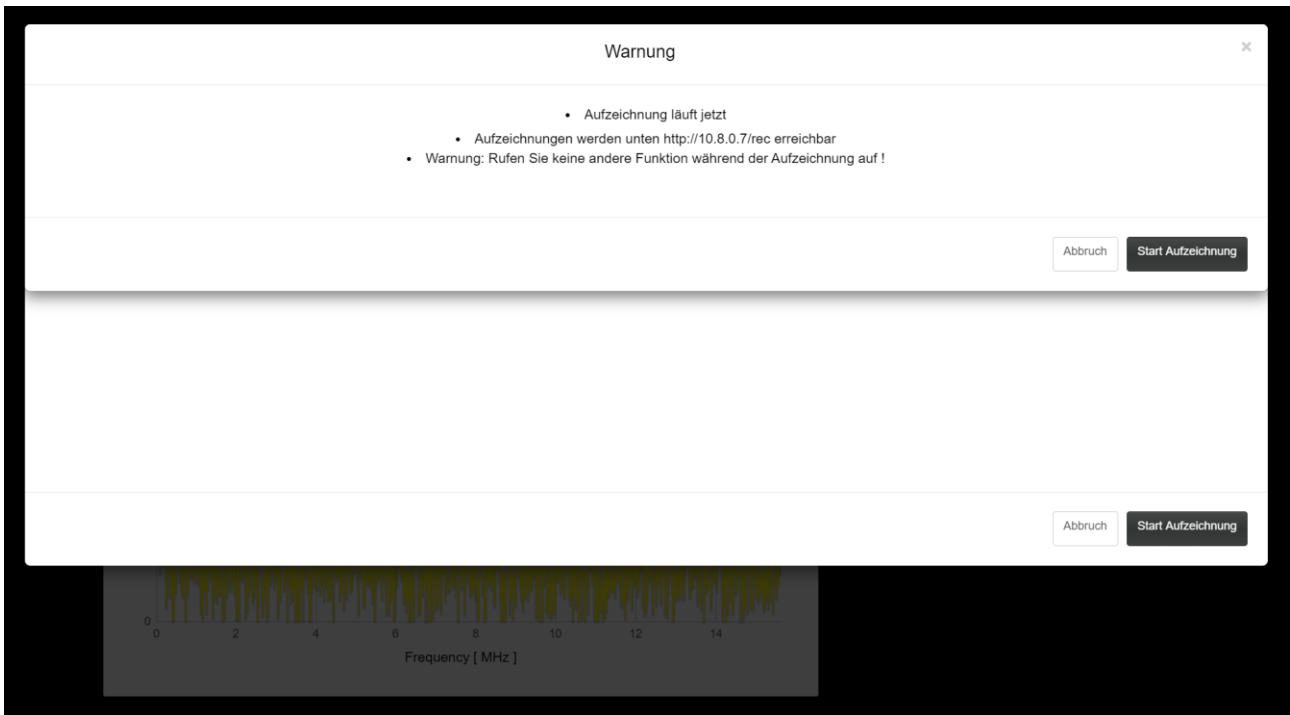 Warnung
×
• Aufzeichnung läuft jetzt
• Aufzeichnungen werden unten http://10.8.0.7/rec erreichbar
• Warnung: Rufen Sie keine andere Funktion während der Aufzeichnung auf !
Abbruch Start Aufzeichnung
Abbruch Start Aufzeichnung
0
0 2 4 6 8 10 12 14
Frequency [ MHz ]